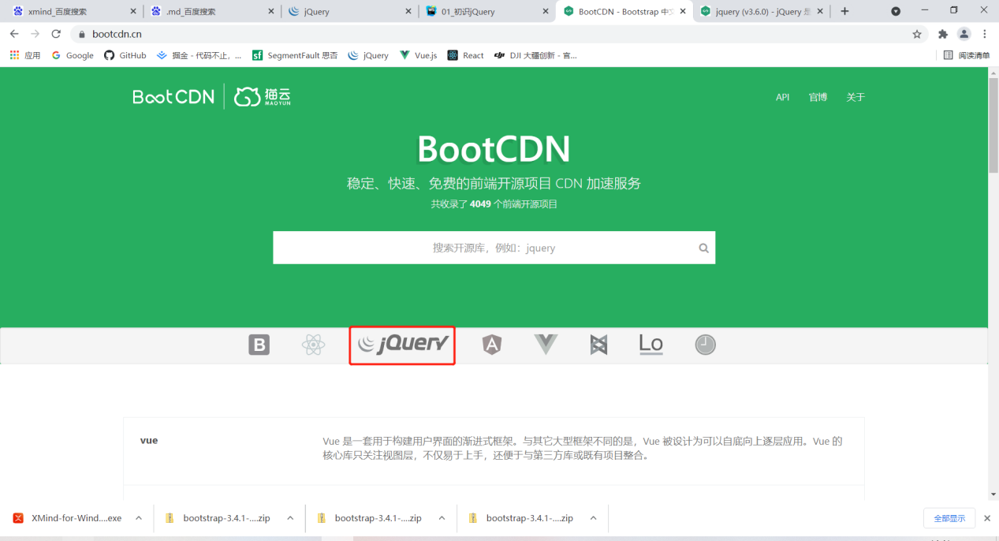 xmind_百度搜索
.md_百度搜索
jQuery
01_初识jQuery
BootCDN - Bootstrap 中文
jquery (v3.6.0) - jQuery 是
bootcdn.cn
应用
Google
GitHub
掘金 - 代码不止，...
sf
SegmentFault 思否
jQuery
Vue.js
React
DJI 大疆创新 - 官...
阅读清单
BootCDN
猫云
MAOYUN
API
官博
关于
BootCDN
稳定、快速、免费的前端开源项目 CDN 加速服务
共收录了 4049 个前端开源项目
搜索开源库，例如：jquery
B
jQuery
A
Lo
vue
Vue 是一套用于构建用户界面的渐进式框架。与其它大型框架不同的是，Vue 被设计为可以自底向上逐层应用。Vue 的
核心库只关注视图层，不仅易于上手，还便于与第三方库或既有项目整合。
XMind-for-Wind....exe
bootstrap-3.4.1-....zip
bootstrap-3.4.1-....zip
bootstrap-3.4.1-....zip
全部显示